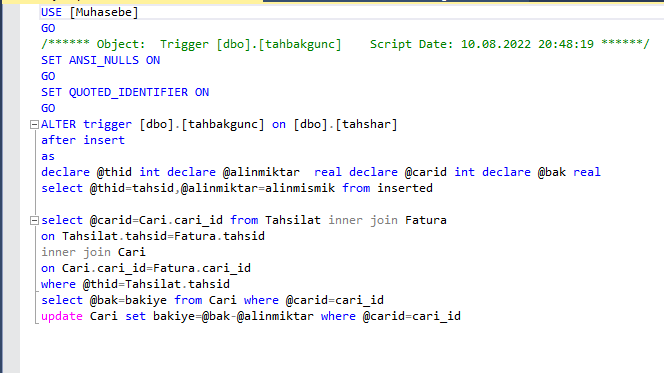 USE [Muhasebe]
GO
/****** Object:  Trigger [dbo].[tahbakgunc]    Script Date: 10.08.2022 20:48:19 ******/
SET ANSI_NULLS ON
GO
SET QUOTED_IDENTIFIER ON
GO
ALTER trigger [dbo].[tahbakgunc] on [dbo].[tahshar]
after insert
as
declare @thid int declare @alinmiktar  real declare @carid int declare @bak real
select @thid=tahsid,@alinmiktar=alinmismik from inserted
select @carid=Cari.cari_id from Tahsilat inner join Fatura
on Tahsilat.tahsid=Fatura.tahsid
inner join Cari
on Cari.cari_id=Fatura.cari_id
where @thid=Tahsilat.tahsid
select @bak=bakiye from Cari where @carid=cari_id
update Cari set bakiye=@bak-@alinmiktar where @carid=cari_id